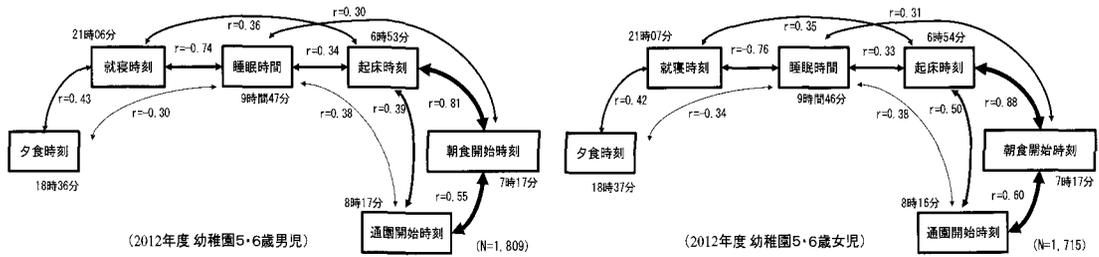 r=0.30
r=0.36
21時06分
6時53分
r=-0.74
r=0.34
就寝時刻
睡眠時間
起床時刻
9時間47分
r=0.43
r=-0.30
r=0.38
r=0.39
r=0.81
夕食時刻
朝食開始時刻
18時36分
7時17分
8時17分
r=0.55
通園開始時刻
(2012年度 幼稚園5・6歳男児)
(N=1,809)
r=0.31
r=0.35
21時07分
6時54分
r=-0.76
r=0.33
就寝時刻
睡眠時間
起床時刻
9時間46分
r=0.42
r=-0.34
r=0.38
r=0.50
r=0.88
夕食時刻
朝食開始時刻
18時37分
7時17分
8時16分
r=0.60
通園開始時刻
(2012年度 幼稚園5・6歳女児)
(N=1,715)